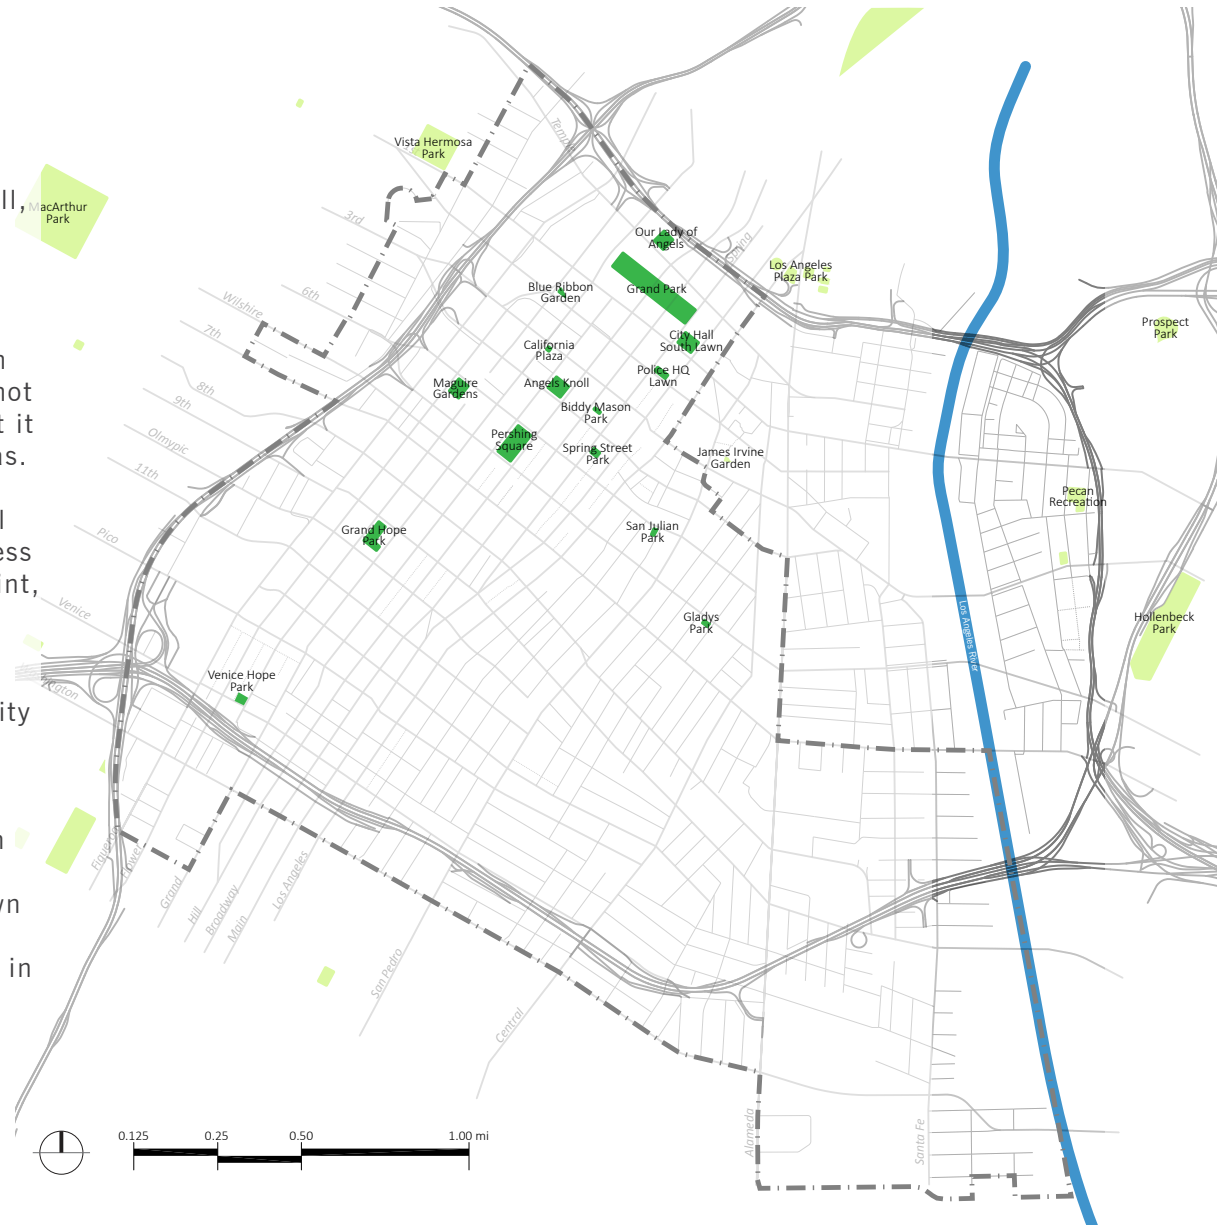 ll,
n
not
t it
ns.
l
ess
int,
ity
n
wn
in
Vista Hermosa
Park
MacArthur
Park
Temple
3rd
6th
Wilshire
7th
8th
9th
Olmypic
11th
Pico
Venice
Our Lady of
Angels
Spring
Grand Park
Blue Ribbon
Garden
Los Angeles
Plaza Park
Prospect
Park
City Hall
South Lawn
California
Plaza
Police HQ
Lawn
Maguire
Gardens
Angels Knoll
Biddy Mason
Park
Pershing
Square
Spring Street
Park
James Irvine
Garden
Pecan
Recreation
Grand Hope
Park
San Julian
Park
Gladys
Park
Hollenbeck
Park
Los Angeles River
Venice Hope
Park
Flower
Grand
Hill
Broadway
Main
Los Angeles
San Pedro
Central
Alameda
Santa Fe
0.125
0.25
0.50
1.00 mi